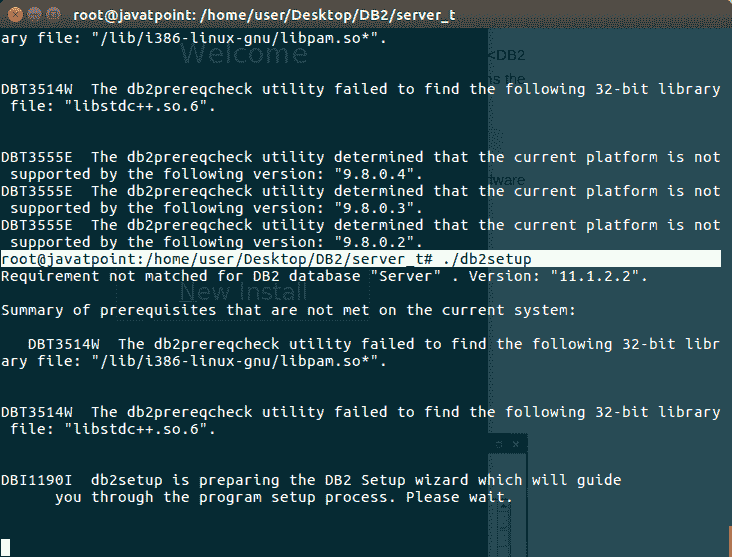 root@javatpoint: /home/user/Desktop/DB2/server_t
ary file: "/lib/i386-linux-gnu/libpam.so*".
Welcome
<DB2
s the
DBT3514W  The db2prereqcheck utility failed to find the following 32-bit library
 file: "libstdc++.so.6".
DBT3555E  The db2prereqcheck utility determined that the current platform is not
 supported by the following version: "9.8.0.4".
dware
DBT3555E  The db2prereqcheck utility determined that the current platform is not
 supported by the following version: "9.8.0.3".
DBT3555E  The db2prereqcheck utility determined that the current platform is not
 supported by the following version: "9.8.0.2".
root@javatpoint:/home/user/Desktop/DB2/server_t# ./db2setup
Requirement not matched for DB2 database "Server" . Version: "11.1.2.2".
New Install
Summary of prerequisites that are not met on the current system:
   DBT3514W  The db2prereqcheck utility failed to find the following 32-bit libr
ary file: "/lib/i386-linux-gnu/libpam.so*".
DBT3514W  The db2prereqcheck utility failed to find the following 32-bit library
 file: "libstdc++.so.6".
DBI1190I  db2setup is preparing the DB2 Setup wizard which will guide
      you through the program setup process. Please wait.